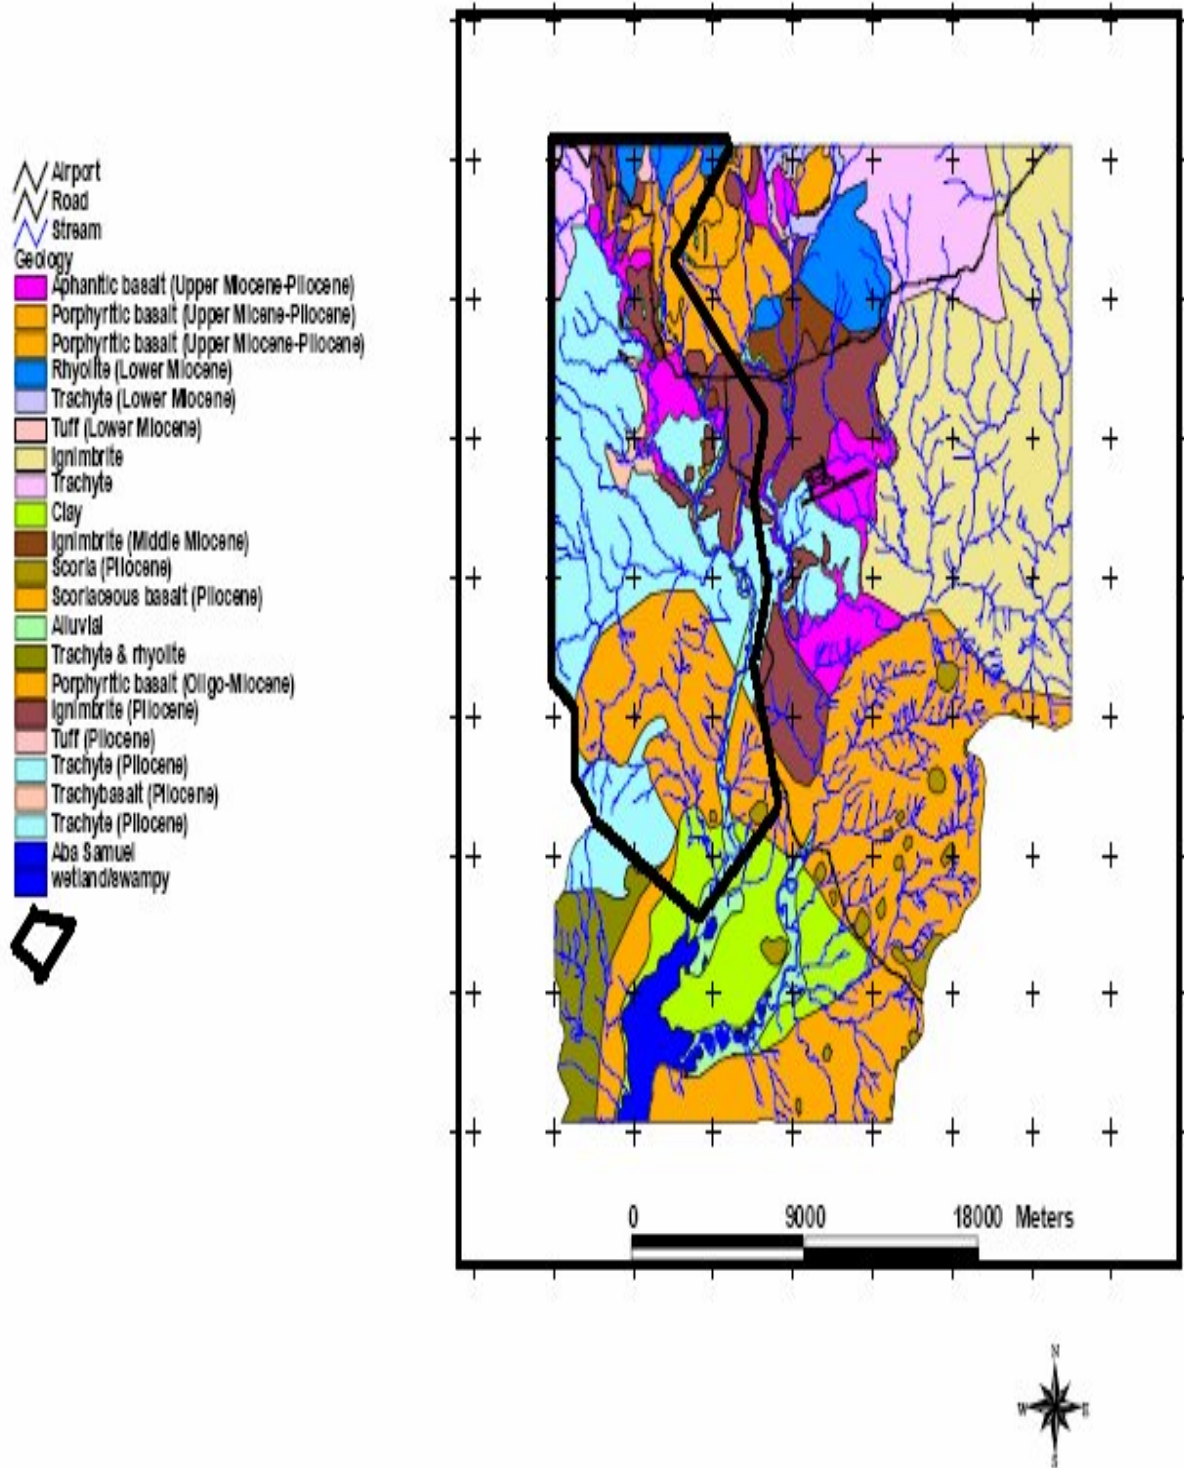 Airport
Road
Stream
Geology
Aphanitic basalt (Upper Miocene-Pliocene)
Porphyritic basalt (Upper Micene-Pliocene)
Porphyritic basalt (Upper Miocene-Pliocene)
Rhyolite (Lower Miocene)
Trachyte (Lower Miocene)
Tuff (Lower Miocene)
Ignimbrite
Trachyte
Clay
Ignimbrite (Middle Miocene)
Scoria (Pliocene)
Scoriaceous basalt (Pliocene)
Alluvial
Trachyte & rhyolite
Porphyritic basalt (Oligo-Miocene)
Ignimbrite (Pliocene)
Tuff (Pliocene)
Trachyte (Pliocene)
Trachybasalt (Pliocene)
Trachyte (Pliocene)
Aba Samuel
wetland/swampy
0 9000 18000 Meters
N
W E
S